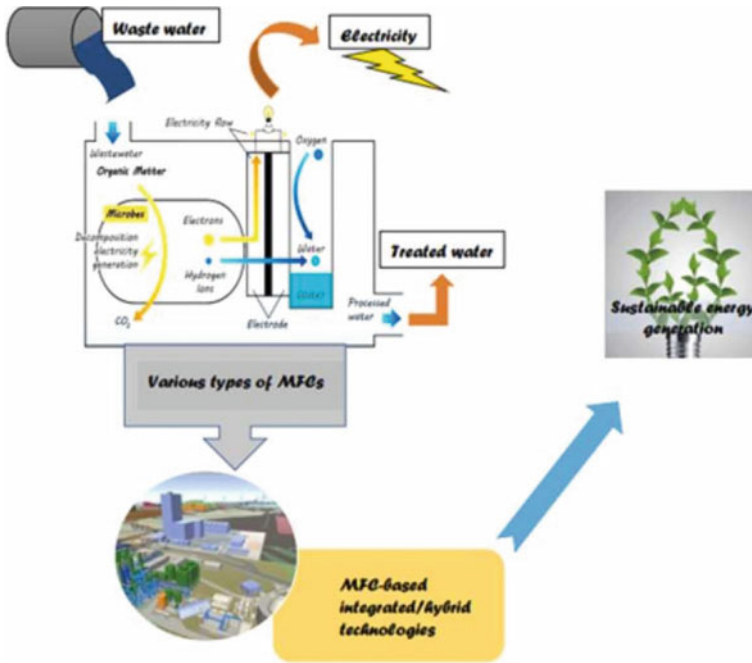 Waste water
Electricity
Electricity flow
Oxygen
Wastewater
Organic Matter
Microbes
Decomposition
electricity
generation
Electrons
Hydrogen
Ions
Water
CO₂
Electrode
Processed
water
Treated water
Sustainable energy
generation
Various types of MFCs
MFC-based
integrated/hybrid
technologies